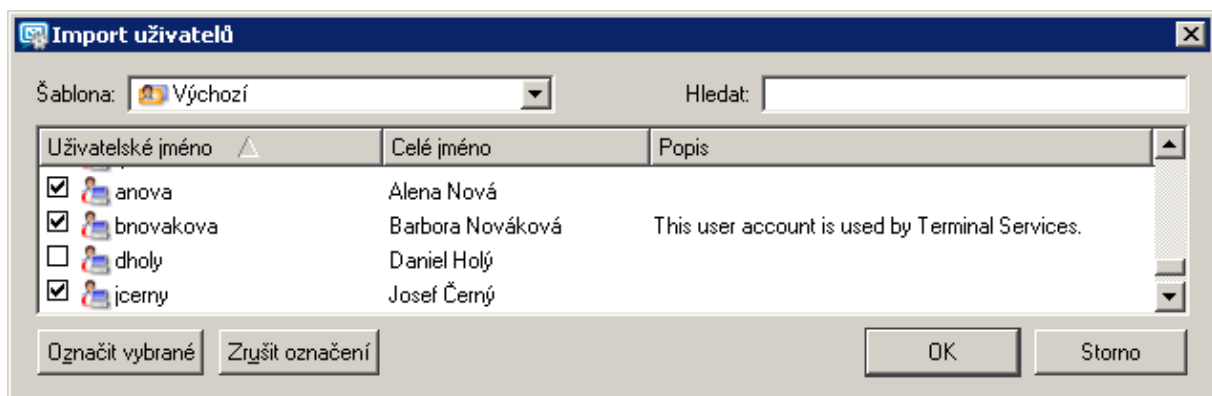 Import uživatelů
Šablona: Výchozí Hledat:
Uživatelské jméno Celé jméno Popis
anova Alena Nová
bnovakova Barbora Nováková This user account is used by Terminal Services.
dholy Daniel Holý
jcerny Josef Černý
Označit vybrané Zrušit označení OK Storno